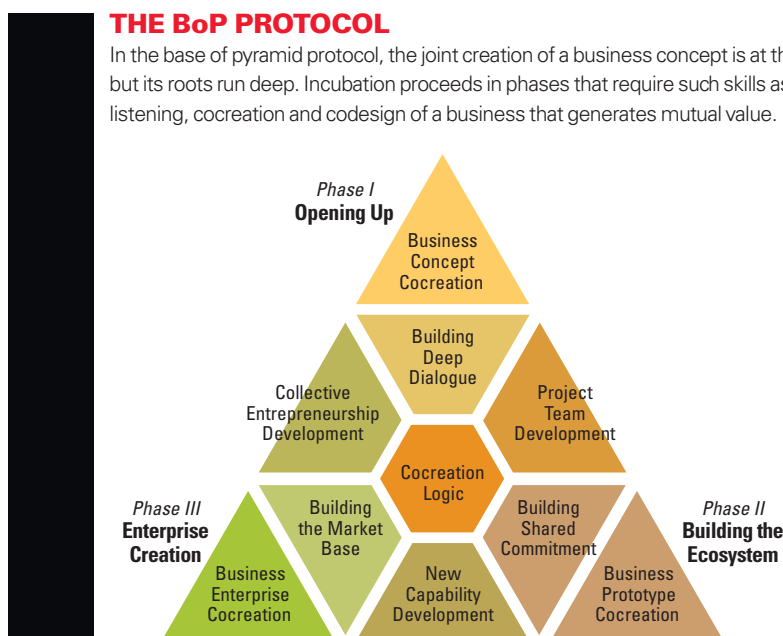 THE BoP PROTOCOL
In the base of pyramid protocol, the joint creation of a business concept is at
but its roots run deep. Incubation proceeds in phases that require such skills
listening, cocreation and codesign of a business that generates mutual value.
Phase I
Opening Up
Business
Concept
Cocreation
Building
Deep
Dialogue
Collective
Entrepreneurship
Development
Project
Team
Development
Cocreation
Logic
Phase III
Enterprise
Creation
Building
the Market
Base
Building
Shared
Commitment
Phase II
Building the
Ecosystem
Business
Enterprise
Cocreation
New
Capability
Development
Business
Prototype
Cocreation